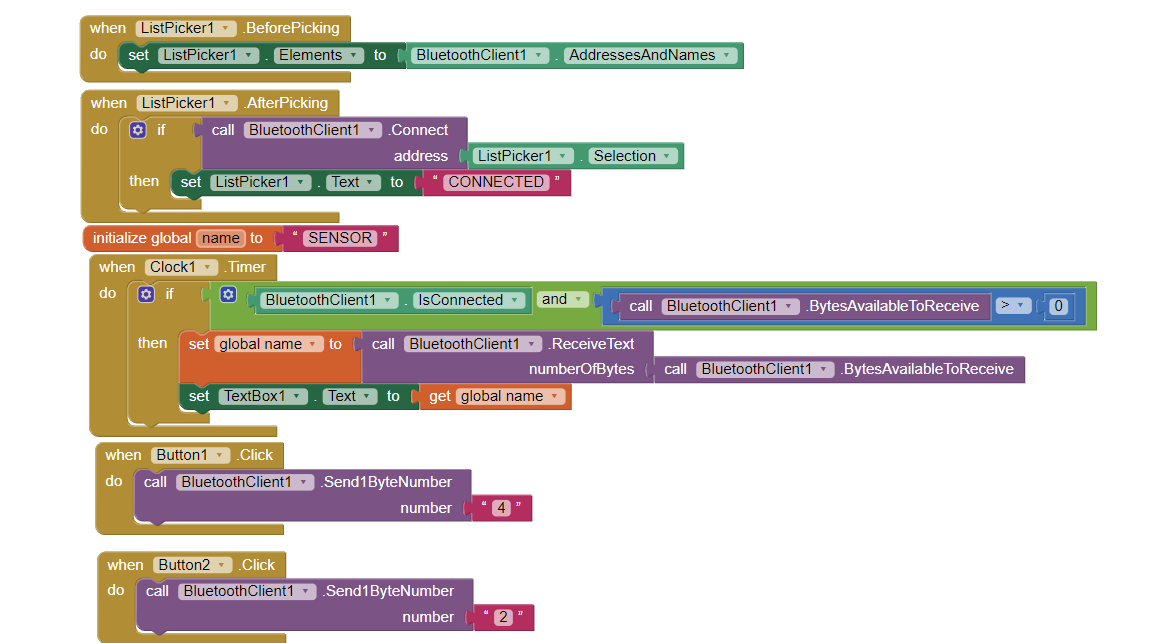 when ListPicker1 .BeforePicking
do set ListPicker1 . Elements to BluetoothClient1 . AddressesAndNames
when ListPicker1 .AfterPicking
do if call BluetoothClient1 .Connect
address ListPicker1 . Selection
then set ListPicker1 . Text to " CONNECTED "
initialize global name to " SENSOR "
when Clock1 .Timer
do if BluetoothClient1 . IsConnected and call BluetoothClient1 .BytesAvailableToReceive > 0
then set global name to call BluetoothClient1 .ReceiveText
numberOfBytes call BluetoothClient1 .BytesAvailableToReceive
set TextBox1 . Text to get global name
when Button1 .Click
do call BluetoothClient1 .Send1ByteNumber
number " 4 "
when Button2 .Click
do call BluetoothClient1 .Send1ByteNumber
number " 2 "